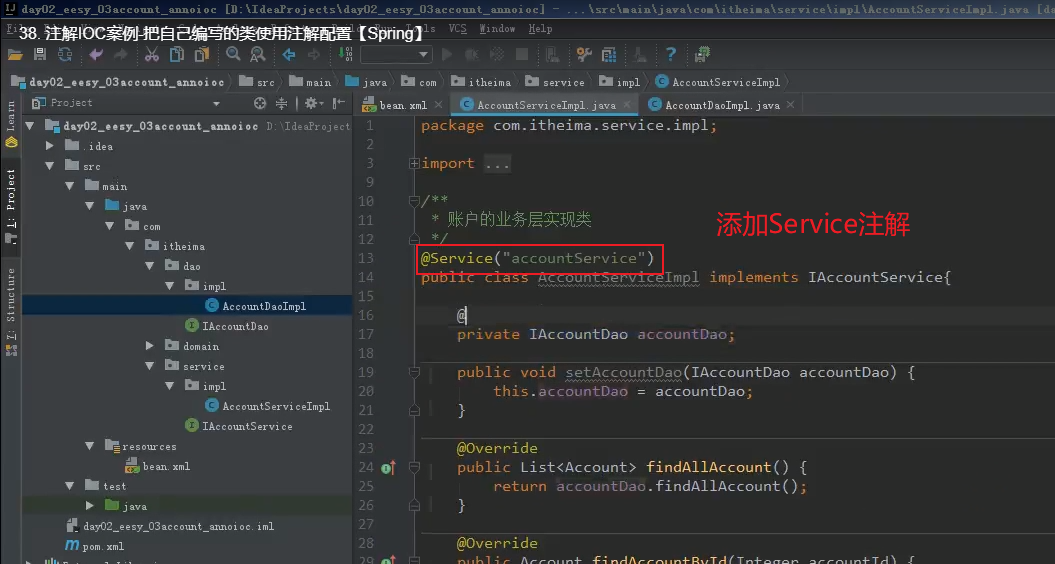 day02_eesy_03account_annoioc [D:\IdeaProjects\day02_eesy_03account_annoioc] - ...\src\main\java\com\itheima\service\impl\AccountServiceImpl.java [day
38. 注解IOC案例-把自己编写的类使用注解配置【Spring】
VCS Window Help
day02_eesy_03account_annoioc src main java com itheima service impl AccountServiceImpl
Project
bean.xml AccountServiceImpl.java AccountDaoImpl.java
Learn
1: Project
7: Structure
day02_eesy_03account_annoioc D:\IdeaProject
.idea
src
main
java
com
itheima
dao
impl
AccountDaoImpl
IAccountDao
domain
service
impl
AccountServiceImpl
IAccountService
resources
bean.xml
test
java
day02_eesy_03account_annoioc.iml
pom.xml
1 package com.itheima.service.impl;
2
3 import ...
9
10 /**
11 * 账户的业务层实现类
12 */
添加Service注解
13 @Service("accountService")
14 public class AccountServiceImpl implements IAccountService{
15
16 @
17 private IAccountDao accountDao;
18
19 public void setAccountDao(IAccountDao accountDao) {
20 this.accountDao = accountDao;
21 }
22
23 @Override
24 public List<Account> findAllAccount() {
25 return accountDao.findAllAccount();
26 }
27
28 @Override
29 public Account findAccountById(Integer accountId) {